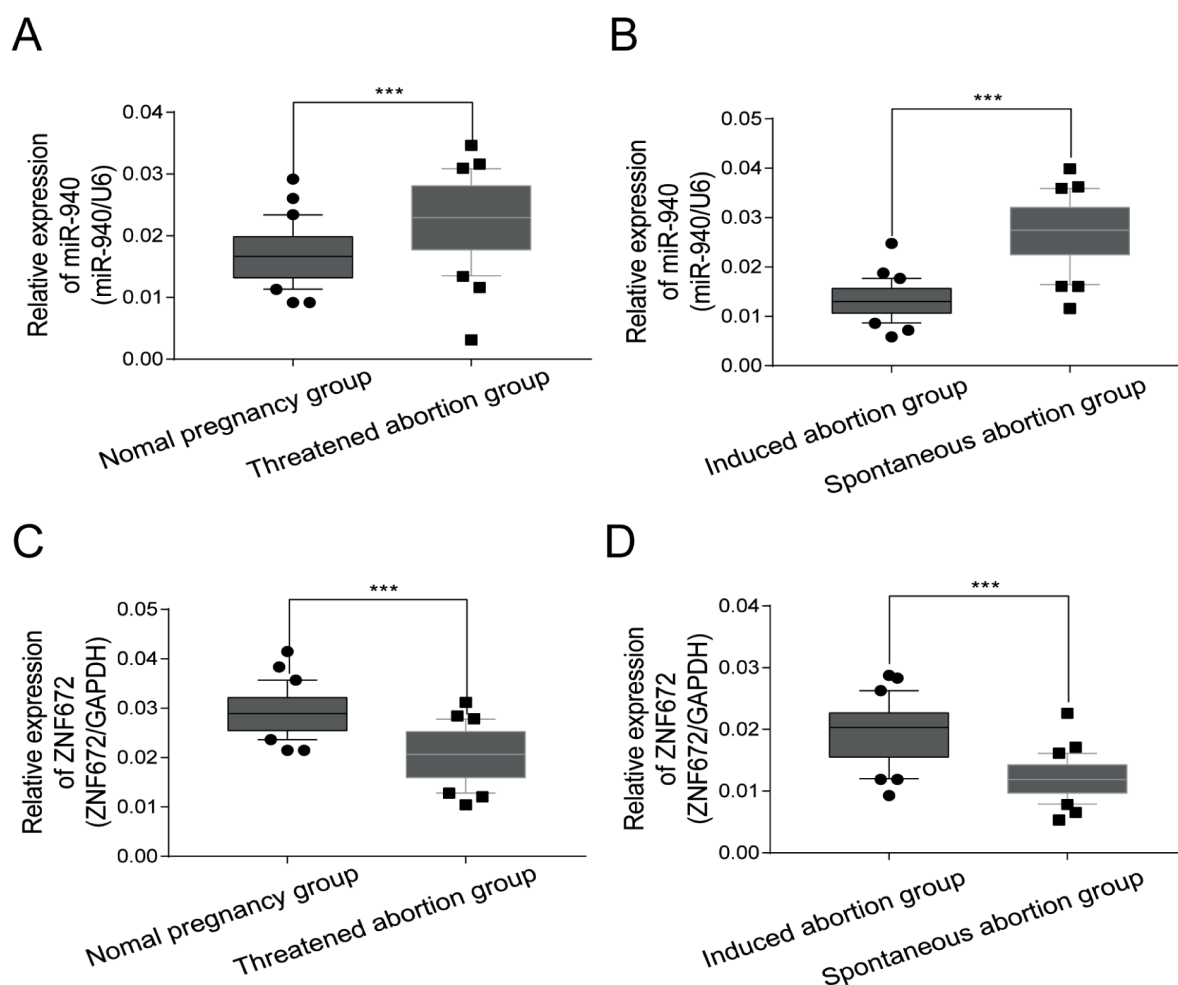 A
Relative expression
of miR-940
(miR-940/U6)
0.04
0.03
0.02
0.01
0.00
***
Nomal pregnancy group
Threatened abortion group
B
Relative expression
of miR-940
(miR-940/U6)
0.05
0.04
0.03
0.02
0.01
0.00
***
Induced abortion group
Spontaneous abortion group
C
Relative expression
of ZNF672
(ZNF672/GAPDH)
0.05
0.04
0.03
0.02
0.01
0.00
***
Nomal pregnancy group
Threatened abortion group
D
Relative expression
of ZNF672
(ZNF672/GAPDH)
0.04
0.03
0.02
0.01
0.00
***
Induced abortion group
Spontaneous abortion group